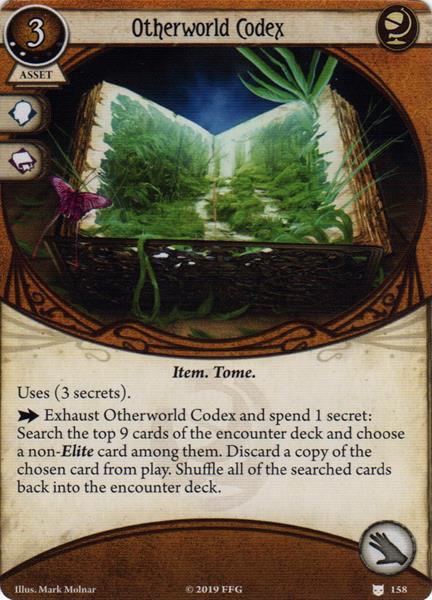 3
Otherworld Codex
ASSET
Item. Tome.
Uses (3 secrets).
Exhaust Otherworld Codex and spend 1 secret:
Search the top 9 cards of the encounter deck and choose
a non-Elite card among them. Discard a copy of the
chosen card from play. Shuffle all of the searched cards
back into the encounter deck.
Illus. Mark Molnar
© 2019 FFG
158